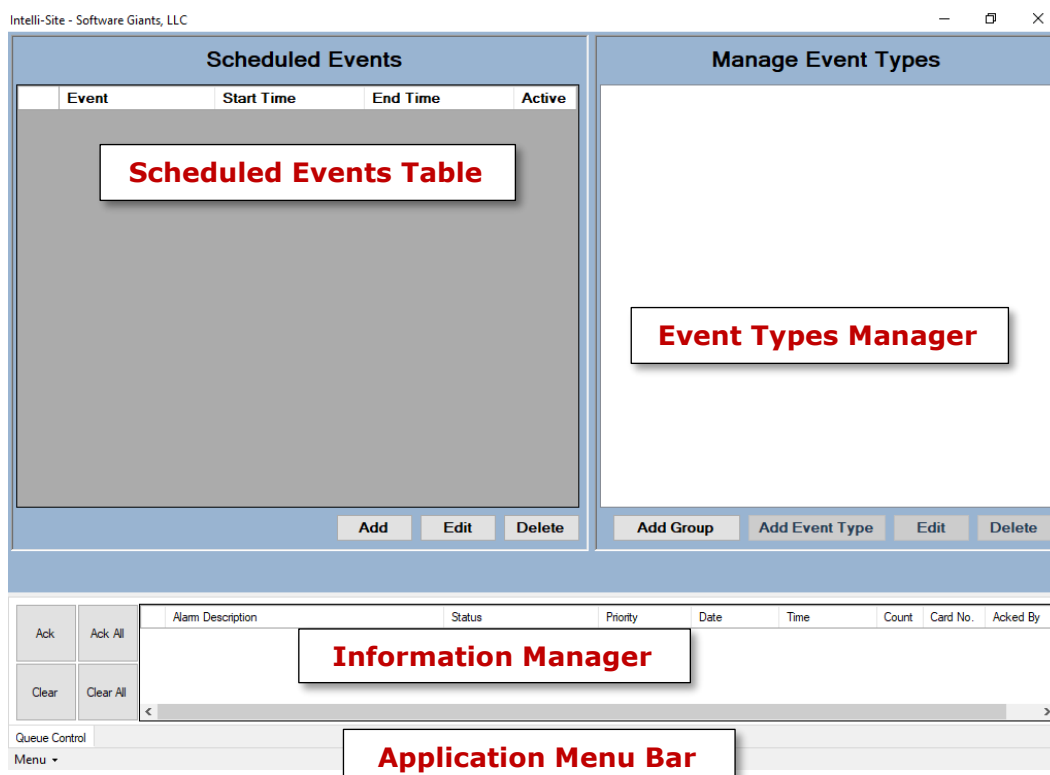 Intelli-Site - Software Giants, LLC
Scheduled Events
Manage Event Types
Event Start Time End Time Active
Scheduled Events Table
Event Types Manager
Add Edit Delete
Add Group Add Event Type Edit Delete
Alarm Description Status Priority Date Time Count Card No. Acked By
Ack Ack All
Information Manager
Clear Clear All
Queue Control
Menu
Application Menu Bar